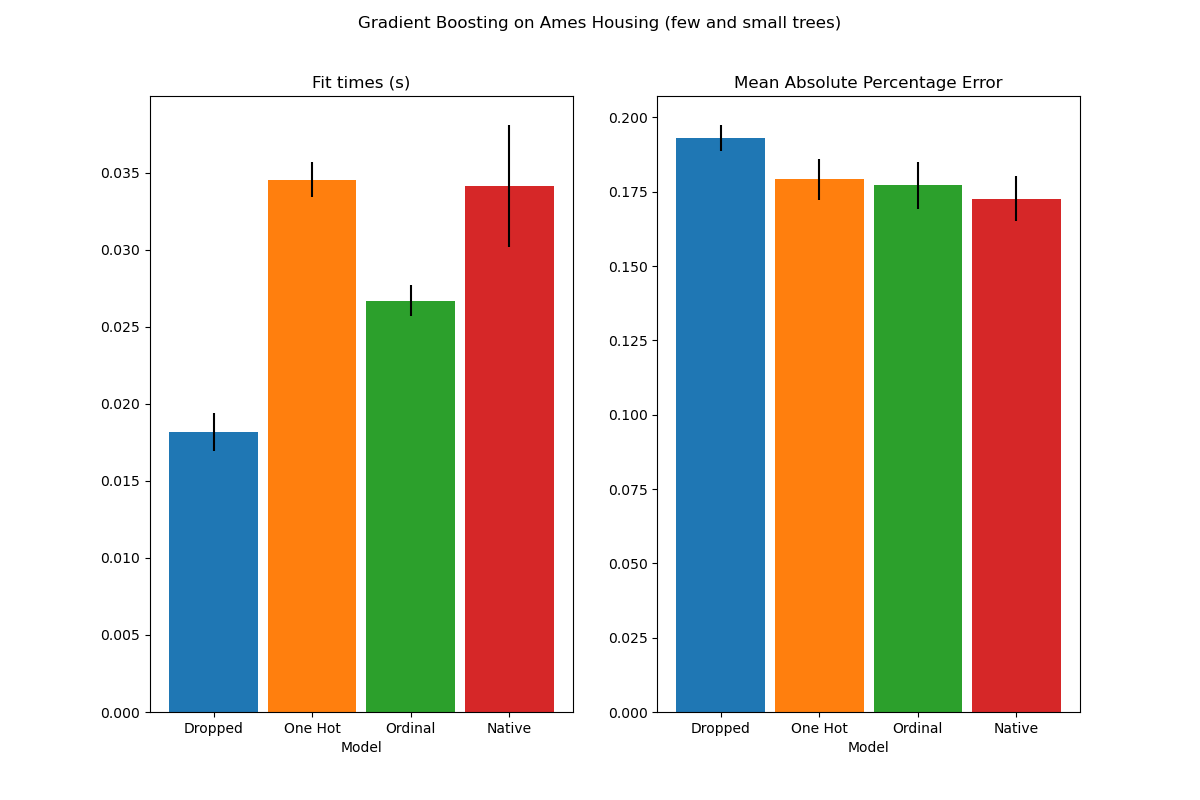 Gradient Boosting on Ames Housing (few and small trees)
Fit times (s)
0.035
0.030
0.025
0.020
0.015
0.010
0.005
0.000
Dropped One Hot Ordinal Native
Model
Mean Absolute Percentage Error
0.200
0.175
0.150
0.125
0.100
0.075
0.050
0.025
0.000
Dropped One Hot Ordinal Native
Model